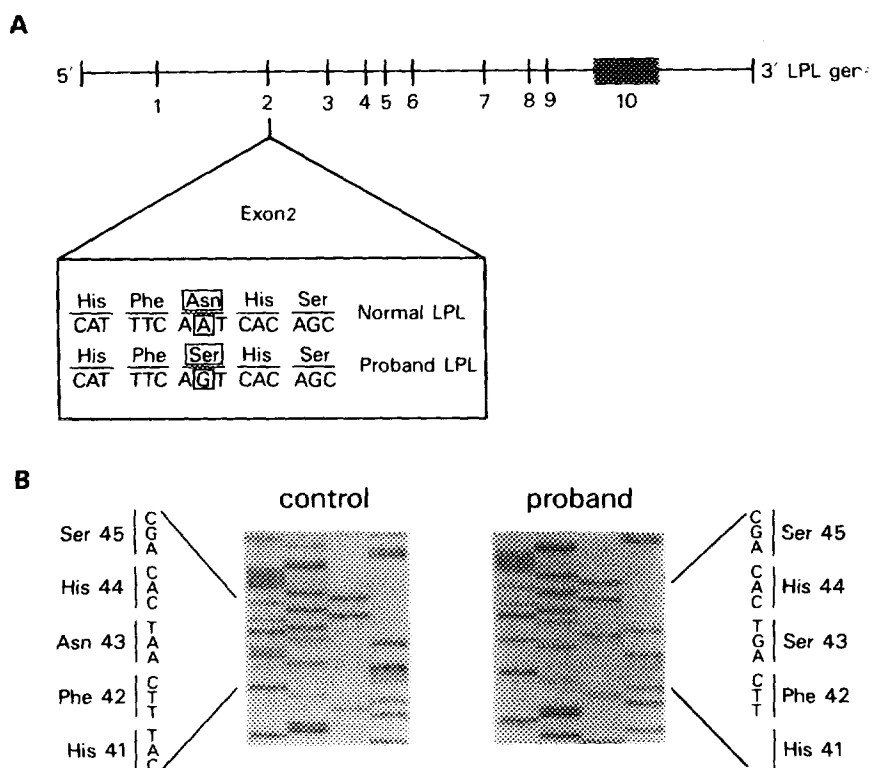 A
5′ 3′ LPL gen
1 2 3 4 5 6 7 8 9 10
Exon2
His Phe Asn His Ser
CAT TTC AAT CAC AGC Normal LPL
His Phe Ser His Ser
CAT TTC AGT CAC AGC Proband LPL
B
control proband
Ser 45
C
G
A
His 44
C
A
C
Asn 43
T
A
A
Phe 42
C
T
T
His 41
T
A
C
C
G
A
Ser 45
C
A
C
His 44
T
G
A
Ser 43
C
T
T
Phe 42
His 41